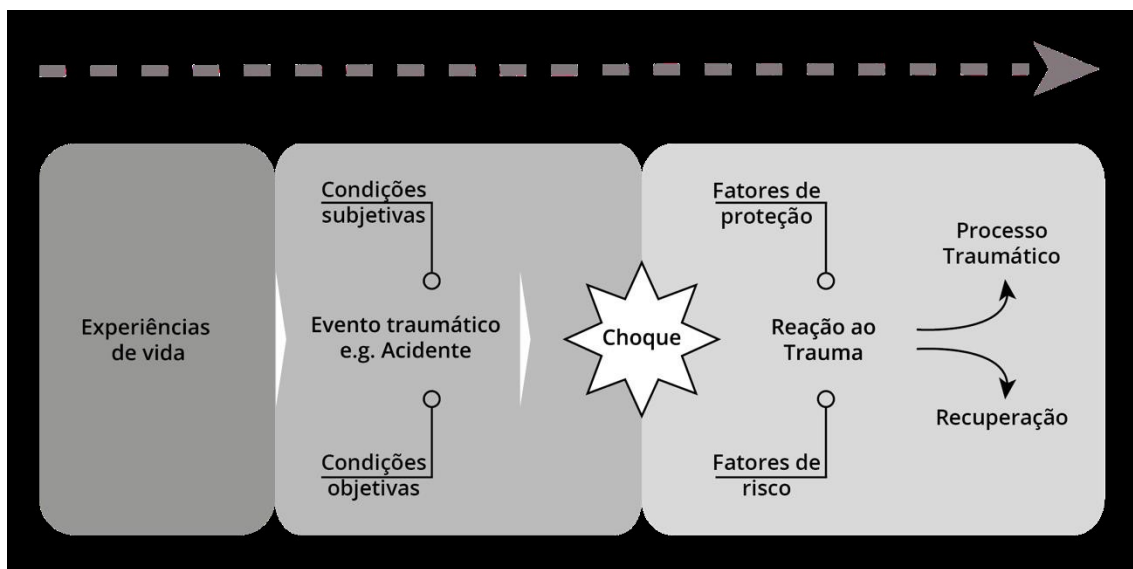 Experiências
de vida
Condições
subjetivas
Evento traumático
e.g. Acidente
Condições
objetivas
Choque
Fatores de
proteção
Reação ao
Trauma
Fatores de
risco
Processo
Traumático
Recuperação